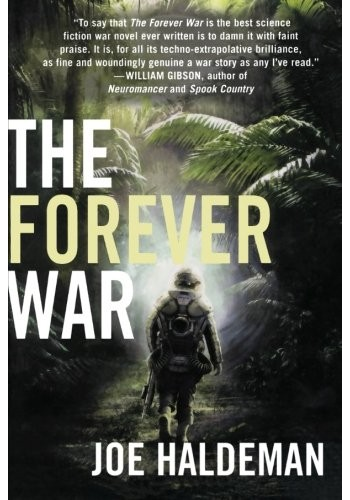 "To say that The Forever War is the best science
fiction war novel ever written is to damn it with faint
praise. It is, for all its techno-extrapolative brilliance,
as fine and woundingly genuine a war story as any I've read."
—WILLIAM GIBSON, author of
Neuromancer and Spook Country
THE
FOREVER
WAR
JOE HALDEMAN